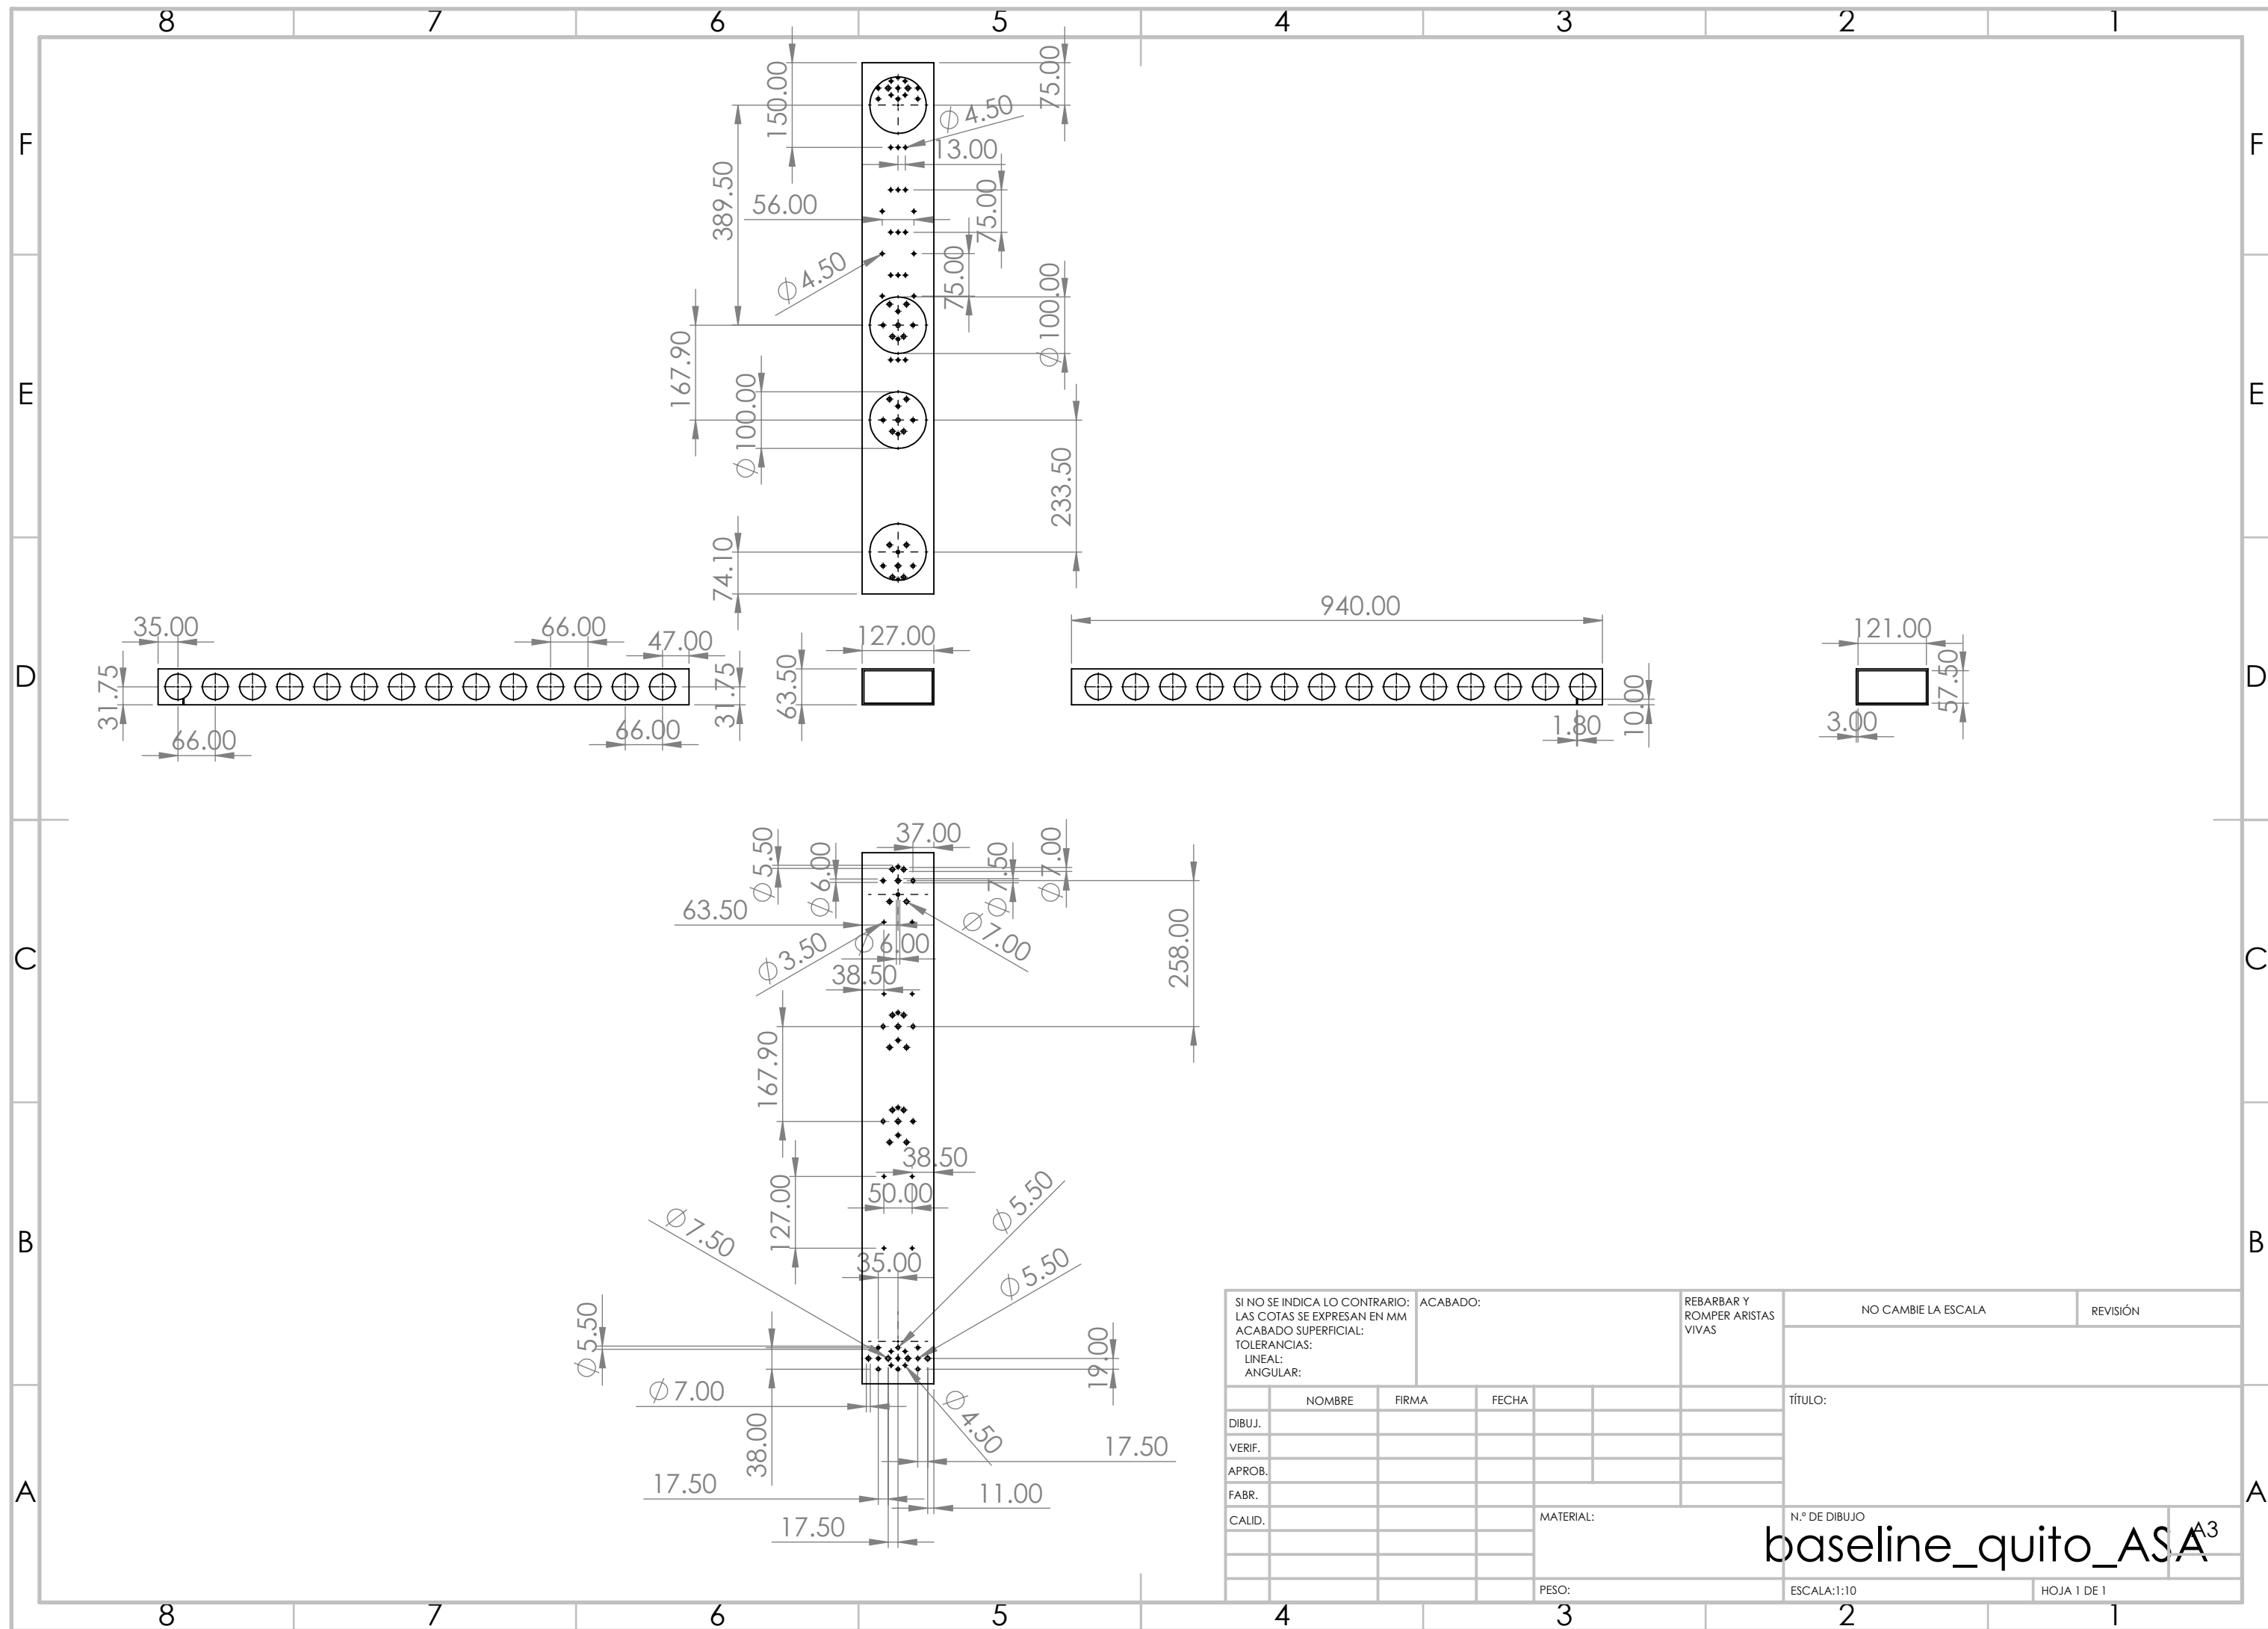 8 7 6 5 4 3 2 1
F F
E E
D D
C C
B B
A A
150.00
75.00
⌀ 4.50
13.00
389.50
56.00
75.00
⌀ 4.50
75.00
⌀ 100.00
167.90
⌀ 100.00
233.50
74.10
35.00
66.00
47.00
31.75
31.75
66.00
66.00
127.00
63.50
940.00
1.80
10.00
121.00
57.50
3.00
37.00
⌀ 5.50
⌀ 6.00
⌀ 7.50
⌀ 7.00
63.50
⌀ 3.50
⌀ 6.00
⌀ 7.00
38.50
258.00
167.90
38.50
50.00
127.00
⌀ 7.50
⌀ 5.50
35.00
⌀ 5.50
⌀ 5.50
19.00
⌀ 7.00
⌀ 4.50
38.00
17.50
17.50
11.00
17.50
SI NO SE INDICA LO CONTRARIO:
LAS COTAS SE EXPRESAN EN MM
ACABADO SUPERFICIAL:
TOLERANCIAS:
LINEAL:
ANGULAR:
ACABADO:
REBARBAR Y
ROMPER ARISTAS
VIVAS
NO CAMBIE LA ESCALA
REVISIÓN
NOMBRE FIRMA FECHA
DIBUJ.
VERIF.
APROB.
FABR.
CALID.
TÍTULO:
MATERIAL:
N.º DE DIBUJO
baseline_quito_ASA
A3
PESO:
ESCALA:1:10
HOJA 1 DE 1
8 7 6 5 4 3 2 1